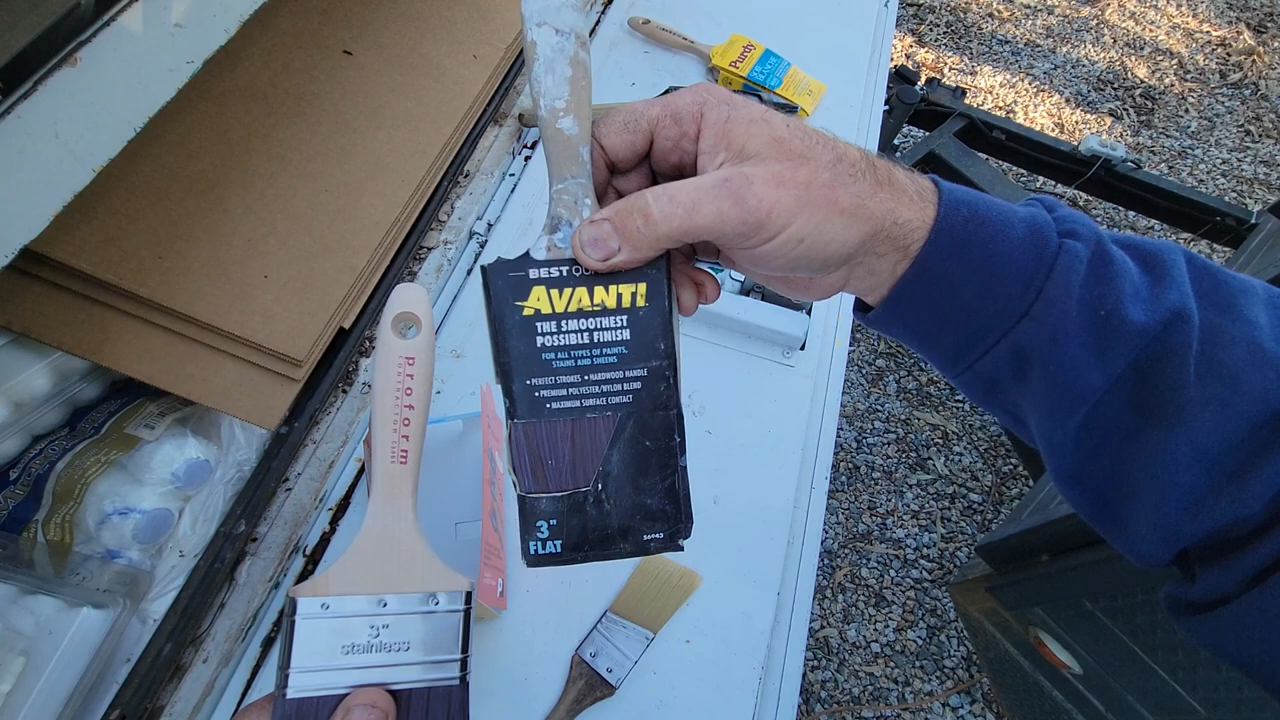 Purdy
BEST
AVANTI
THE SMOOTHEST
POSSIBLE FINISH
FOR ALL TYPES OF PAINTS,
STAINS AND SHEENS
• PERFECT STROKES • HARDWOOD HANDLE
• PREMIUM POLYESTER/NYLON BLEND
• MAXIMUM SURFACE CONTACT
3"
FLAT
56943
proform
CONTRACTOR
3"
stainless